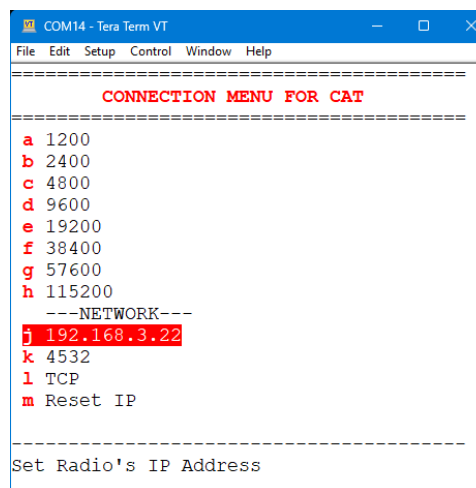 COM14 - Tera Term VT
File Edit Setup Control Window Help
========================================
CONNECTION MENU FOR CAT
========================================
a 1200
b 2400
c 4800
d 9600
e 19200
f 38400
g 57600
h 115200
---NETWORK---
j 192.168.3.22
k 4532
l TCP
m Reset IP
----------------------------------------
Set Radio's IP Address